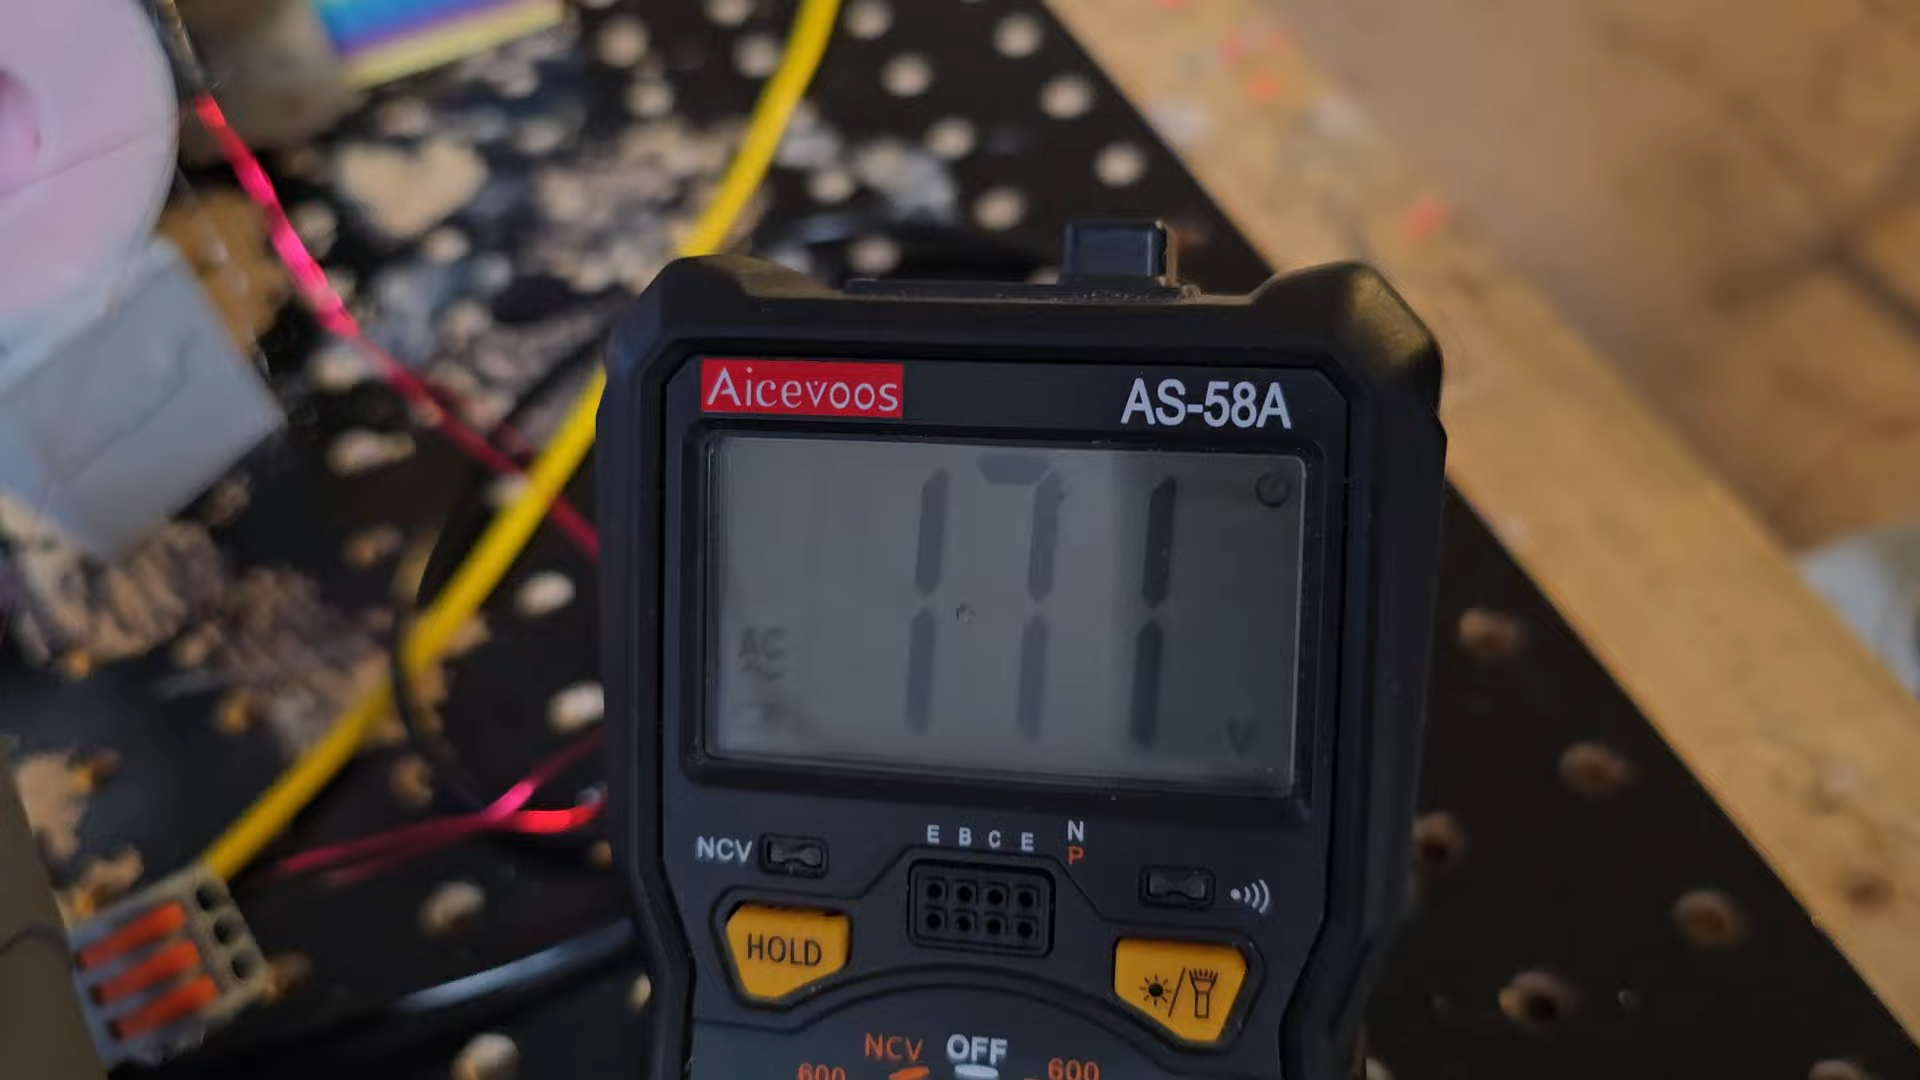 Aicevoos
AS-58A
171
AC
V
NCV
E B C E
N
P
HOLD
NCV
OFF
600
600